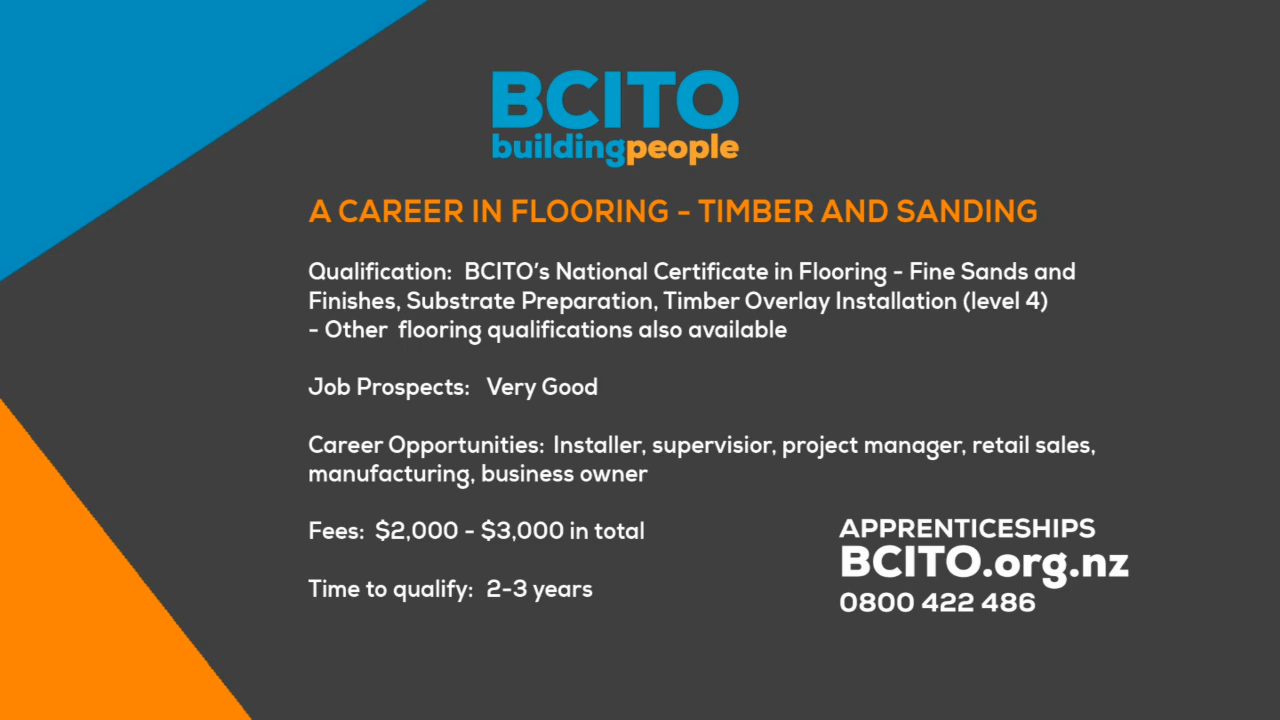 BCITO
buildingpeople
A CAREER IN FLOORING - TIMBER AND SANDING
Qualification: BCITO's National Certificate in Flooring - Fine Sands and
Finishes, Substrate Preparation, Timber Overlay Installation (level 4)
- Other flooring qualifications also available
Job Prospects: Very Good
Career Opportunities: Installer, supervisior, project manager, retail sales,
manufacturing, business owner
Fees: $2,000 - $3,000 in total
Time to qualify: 2-3 years
APPRENTICESHIPS
BCITO.org.nz
0800 422 486